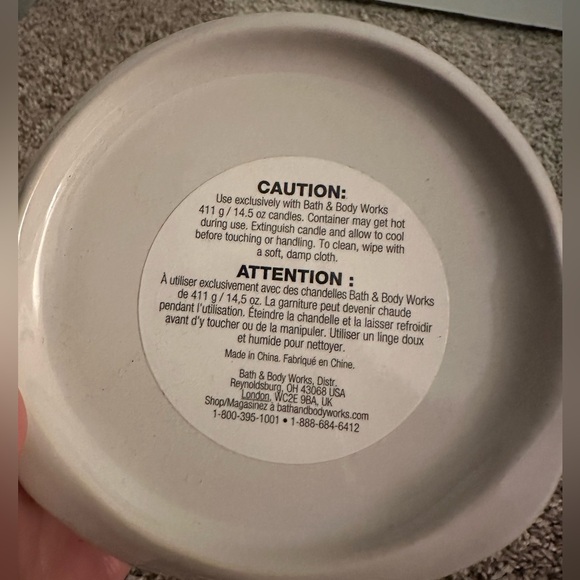 CAUTION:
Use exclusively with Bath & Body Works
411 g / 14.5 oz candles. Container may get hot
during use. Extinguish candle and allow to cool
before touching or handling. To clean, wipe with
a soft, damp cloth.
ATTENTION :
À utiliser exclusivement avec des chandelles Bath & Body Works
de 411 g / 14,5 oz. La garniture peut devenir chaude
pendant l'utilisation. Éteindre la chandelle et la laisser refroidir
avant d'y toucher ou de la manipuler. Utiliser un linge doux
et humide pour nettoyer.
Made in China. Fabriqué en Chine.
Bath & Body Works, Distr.
Reynoldsburg, OH 43068 USA
London, WC2E 9BA, UK
Shop/Magasinez à bathandbodyworks.com
1-800-395-1001 • 1-888-684-6412